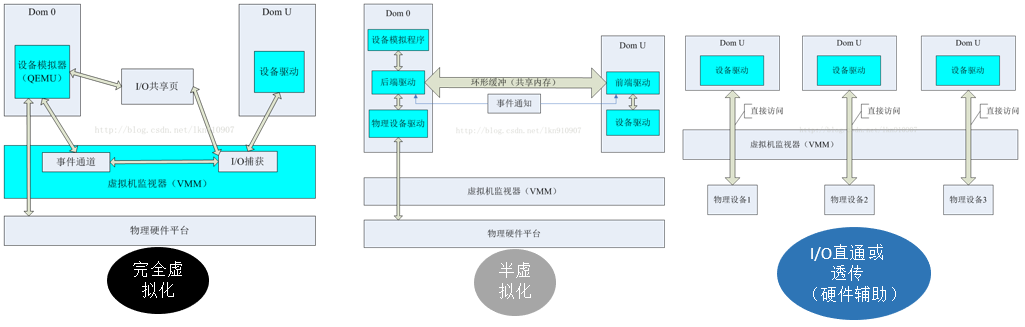 Dom 0
Dom U
设备模拟器
(QEMU)
I/O共享页
设备驱动
http://blog.csdn.net/lkn910907
事件通道
I/O捕获
虚拟机监视器(VMM)
物理硬件平台
完全虚
拟化
Dom 0
设备模拟程序
Dom U
后端驱动
环形缓冲(共享内存)
前端驱动
事件通知
物理设备驱动
设备驱动
http://blog.csdn.net/lkn910907
虚拟机监视器(VMM)
物理硬件平台
半虚
拟化
Dom U
Dom U
Dom U
设备驱动
设备驱动
设备驱动
直接访问
直接访问
直接访问
虚拟机监视器(VMM)
物理设备1
物理设备2
物理设备3
I/O直通或
透传
(硬件辅助)